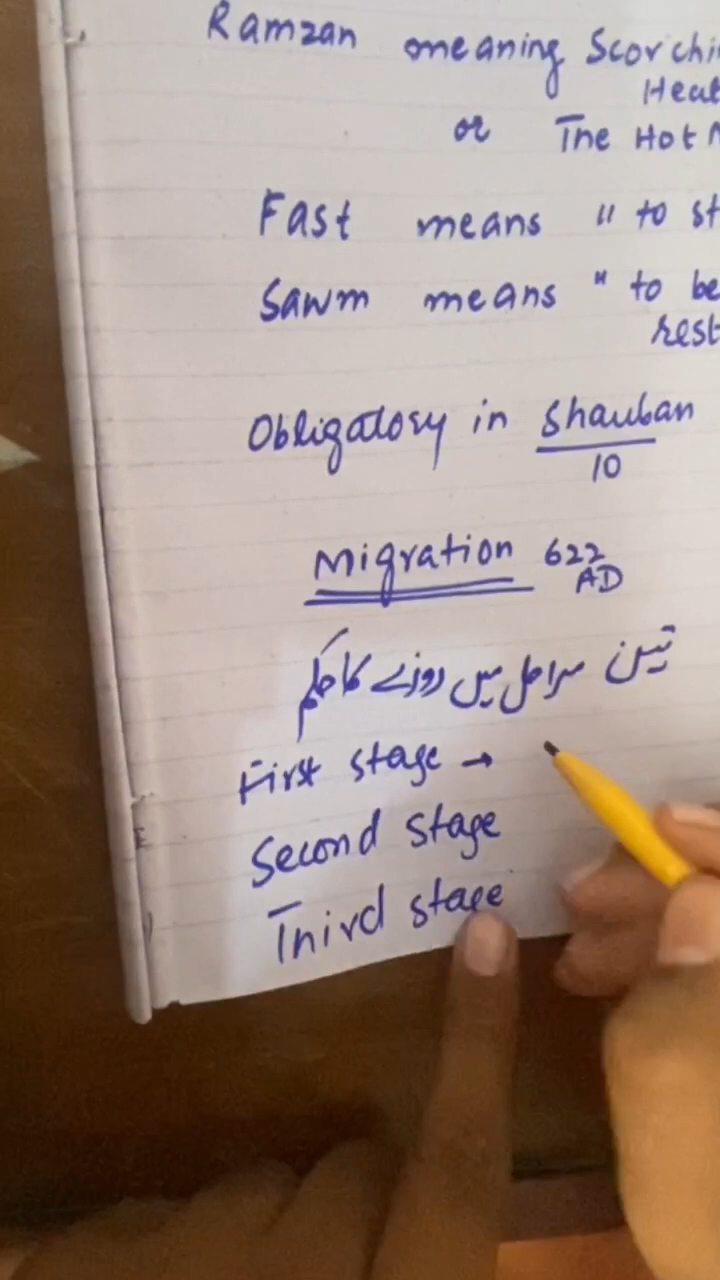 Ramzan meaning Scorchi
Heat
or The Hot M
Fast means " to st
Sawm means " to be
rest
Obligatory in Shauban
10
Migration 622
AD
تین مراحل میں روزے کا حکم
First stage →
Second stage
Third stage